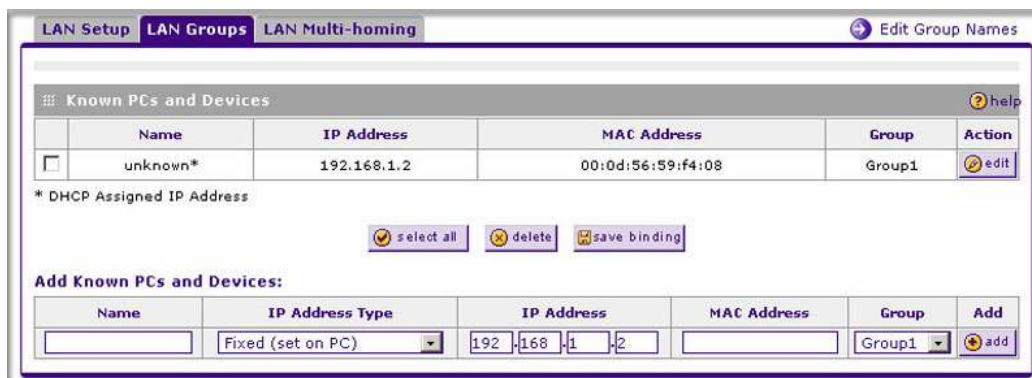 LAN Setup LAN Groups LAN Multi-homing Edit Group Names
Known PCs and Devices help
Name IP Address MAC Address Group Action
unknown* 192.168.1.2 00:0d:56:59:f4:08 Group1 edit
* DHCP Assigned IP Address
select all delete save binding
Add Known PCs and Devices:
Name IP Address Type IP Address MAC Address Group Add
Fixed (set on PC) 192 .168 .1 .2 Group1 add